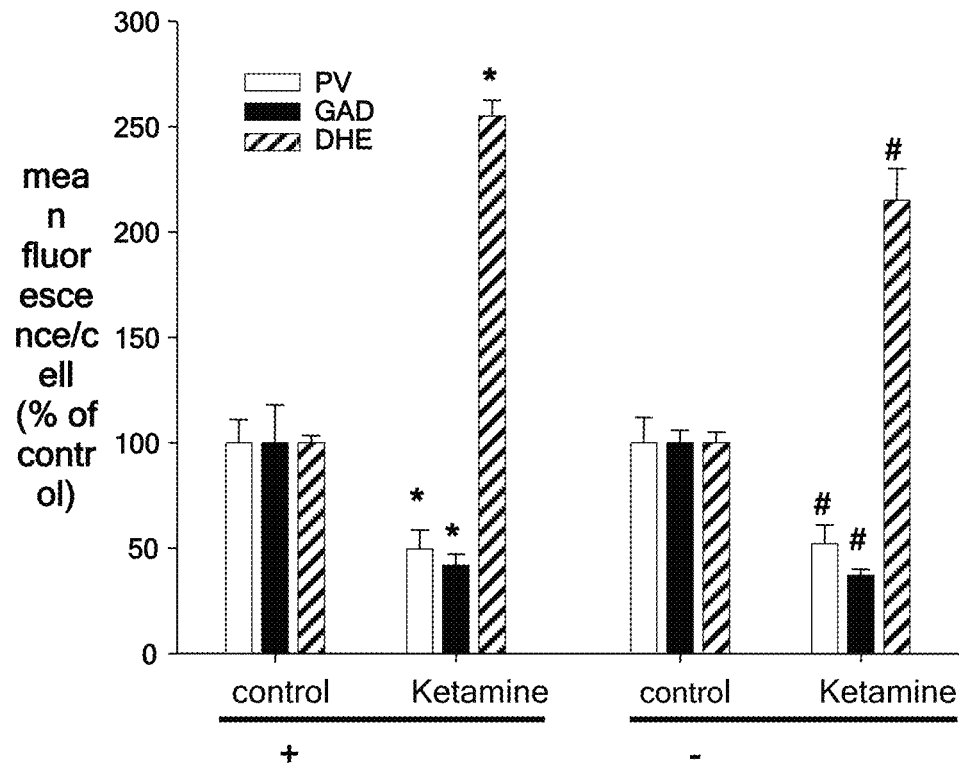 300
250
200
150
100
50
0
mea
n
fluor
esce
nce/c
ell
(% of
contr
ol)
PV
GAD
DHE
*
#
* *
# #
control Ketamine control Ketamine
+ -